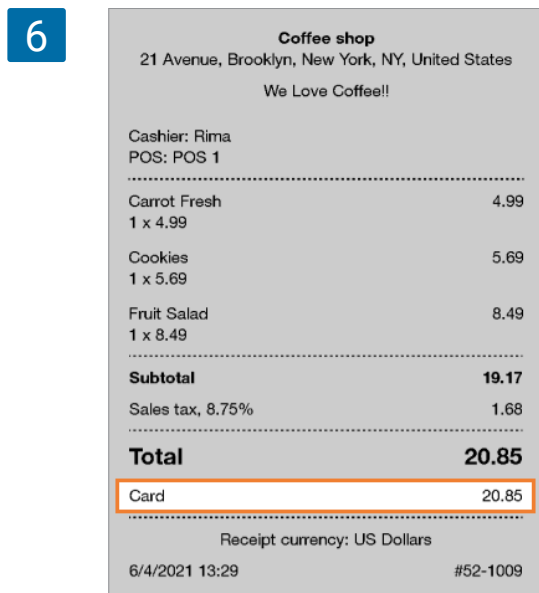 6
Coffee shop
21 Avenue, Brooklyn, New York, NY, United States
We Love Coffee!!
Cashier: Rima
POS: POS 1
Carrot Fresh 4.99
1 x 4.99
Cookies 5.69
1 x 5.69
Fruit Salad 8.49
1 x 8.49
Subtotal 19.17
Sales tax, 8.75% 1.68
Total 20.85
Card 20.85
Receipt currency: US Dollars
6/4/2021 13:29 #52-1009